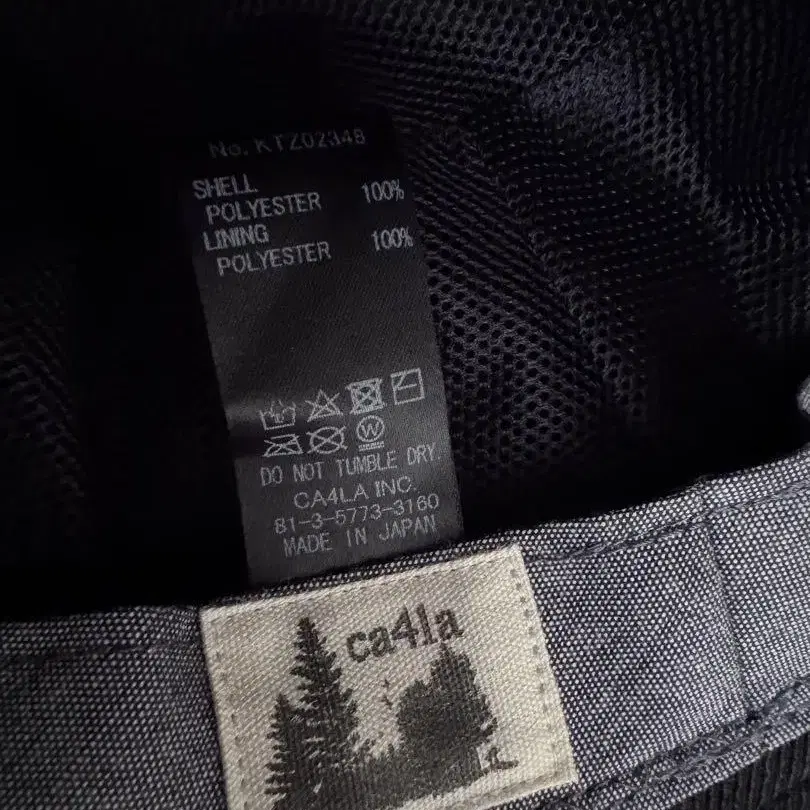 No. KTZ02348
SHELL
POLYESTER 100%
LINING
POLYESTER 100%
W
DO NOT TUMBLE DRY.
CA4LA INC.
81-3-5773-3160
MADE IN JAPAN
ca4la